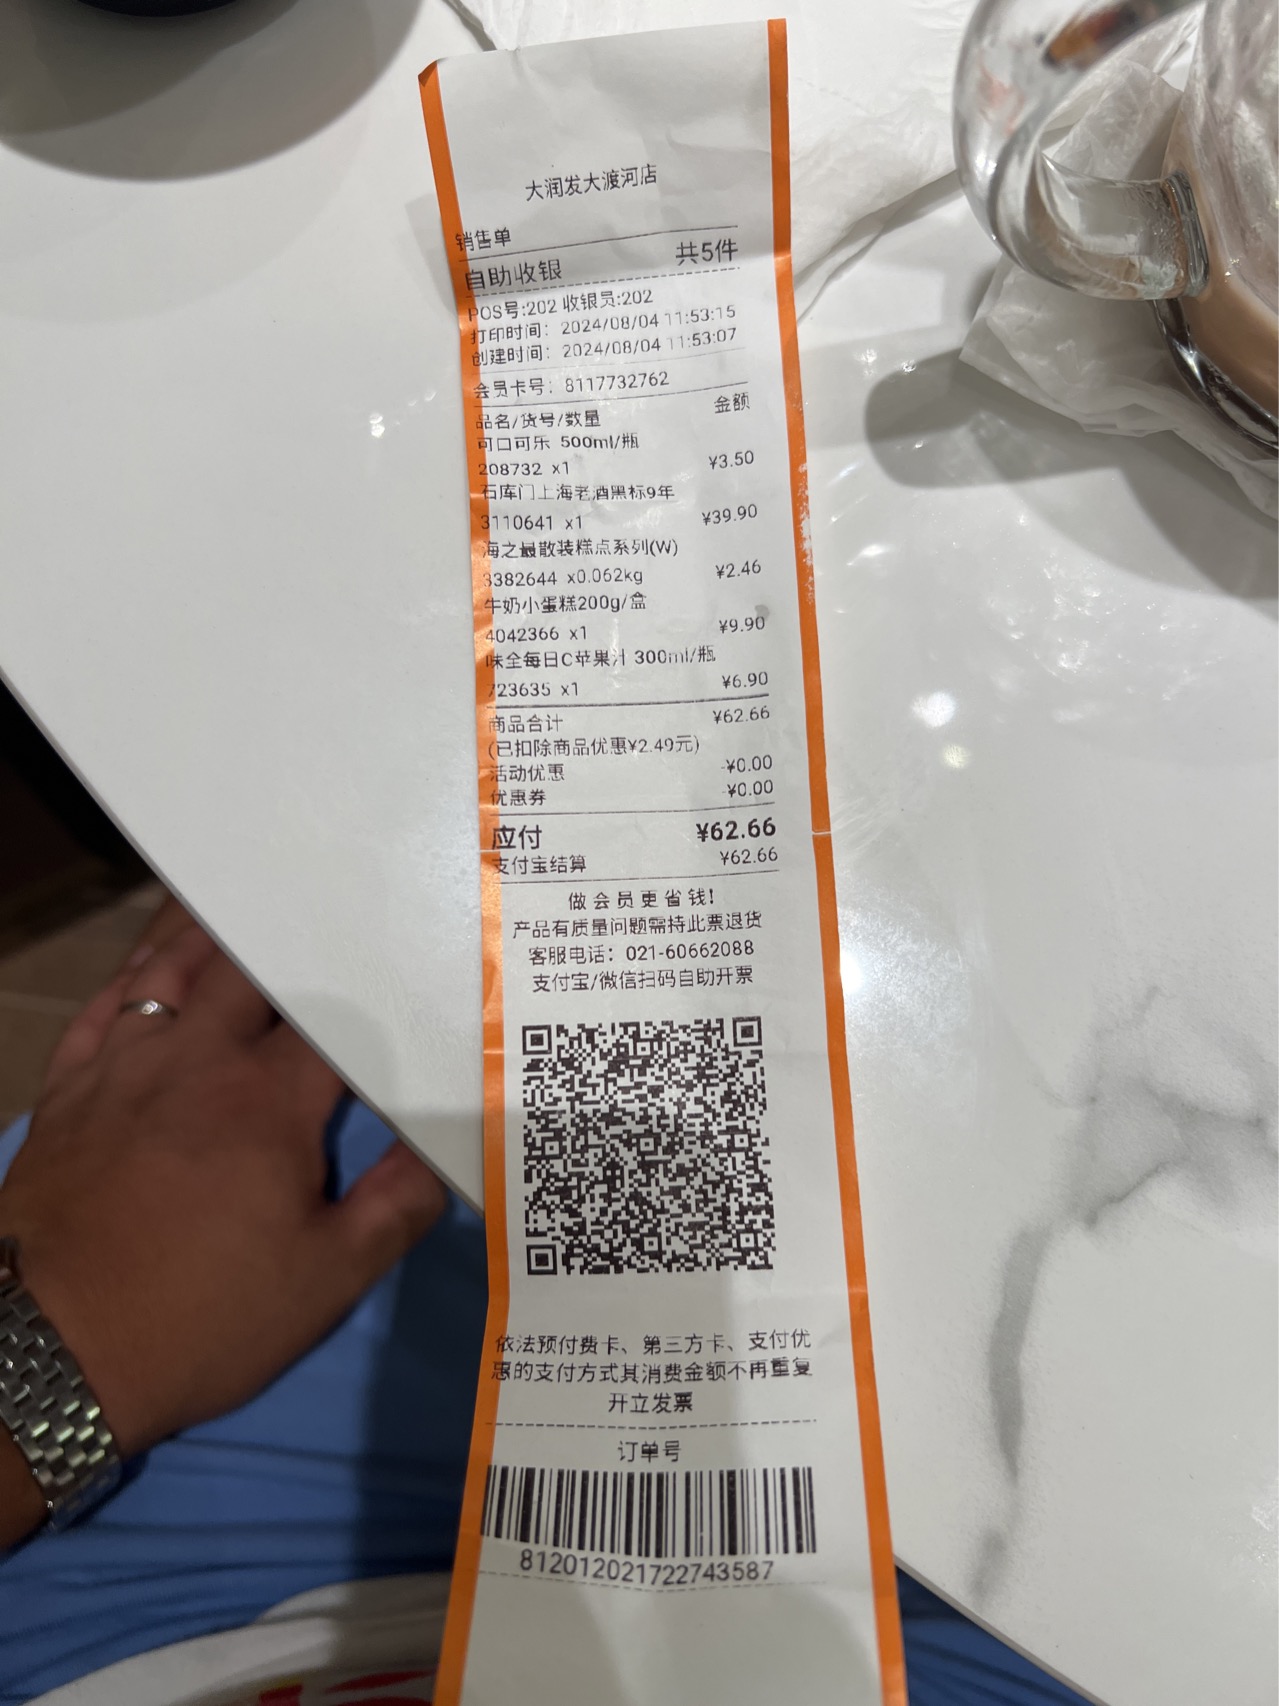 大润发大渡河店
销售单
自助收银 共5件
POS号:202 收银员:202
打印时间: 2024/08/04 11:53:15
创建时间: 2024/08/04 11:53:07
会员卡号: 8117732762
品名/货号/数量 金额
可口可乐 500ml/瓶
208732 x1 ¥3.50
石库门上海老酒黑标9年
3110641 x1 ¥39.90
海之最散装糕点系列(W)
3382644 x0.062kg ¥2.46
牛奶小蛋糕200g/盒
4042366 x1 ¥9.90
味全每日C苹果汁 300ml/瓶
723635 x1 ¥6.90
商品合计 ¥62.66
(已扣除商品优惠¥2.49元)
活动优惠 -¥0.00
优惠券 -¥0.00
应付 ¥62.66
支付宝结算 ¥62.66
做会员更省钱!
产品有质量问题需持此票退货
客服电话: 021-60662088
支付宝/微信扫码自助开票
依法预付费卡、第三方卡、支付优
惠的支付方式其消费金额不再重复
开立发票
订单号
812012021722743587